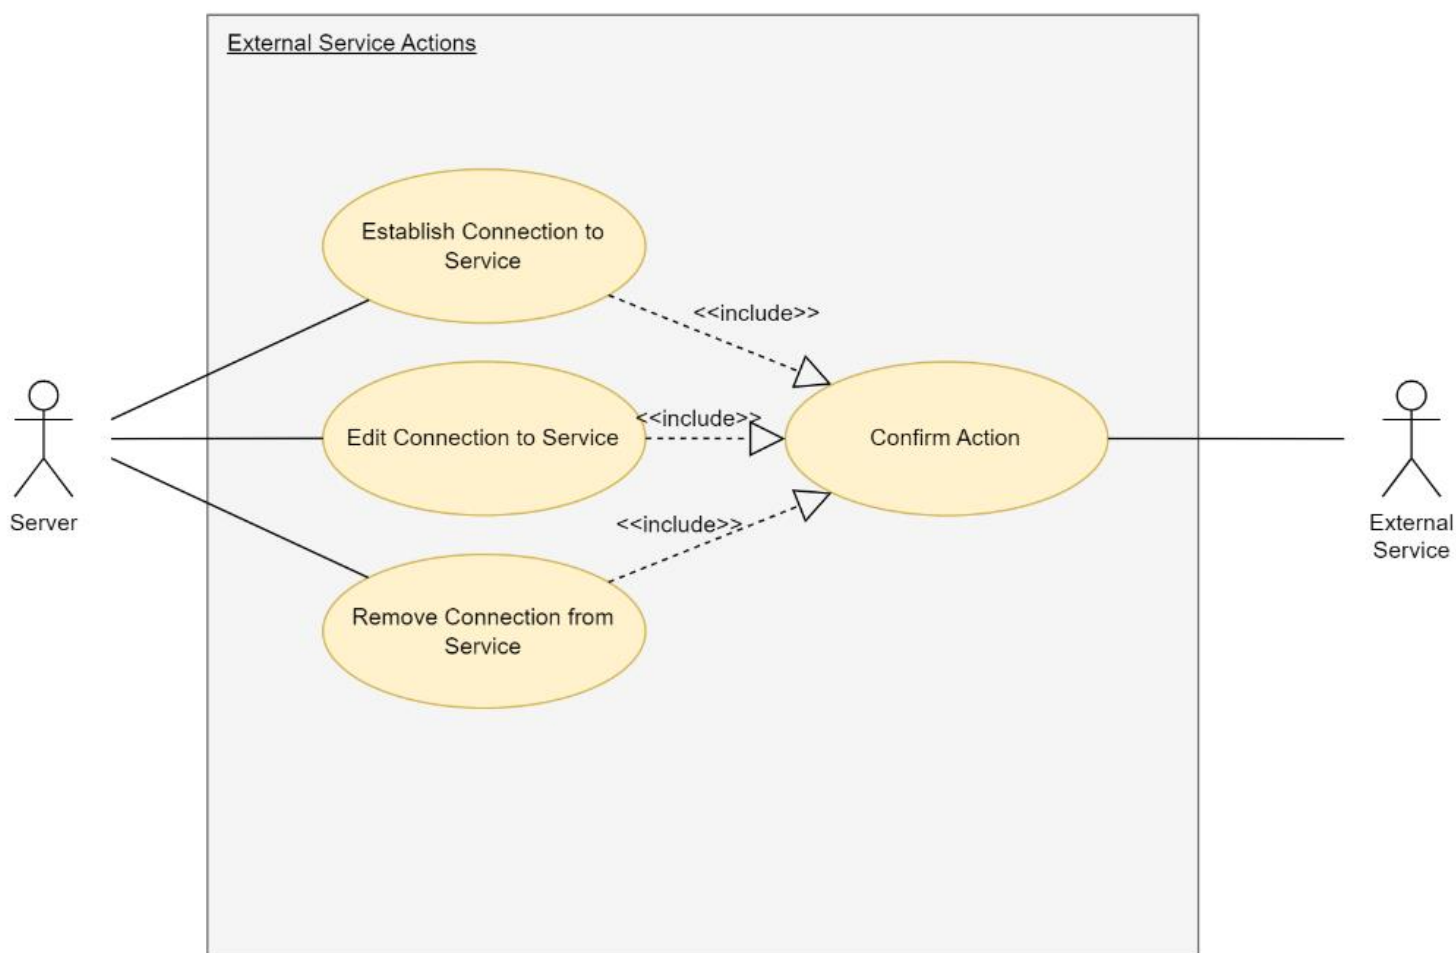 External Service Actions
Establish Connection to
Service
<<include>>
Edit Connection to Service
<<include>>
Confirm Action
Server
External
Service
<<include>>
Remove Connection from
Service